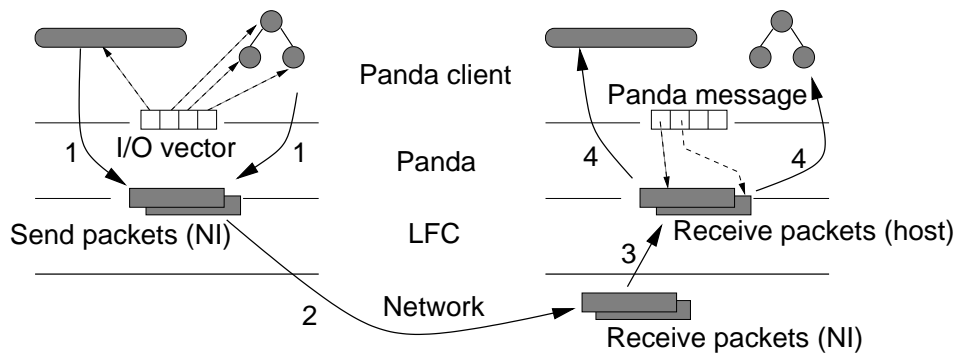 Panda client
Panda message
I/O vector
1
1
Panda
4
4
Send packets (NI)
LFC
Receive packets (host)
3
2
Network
Receive packets (NI)